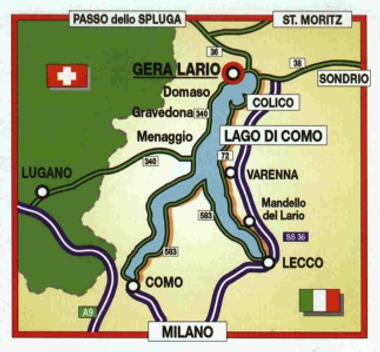 PASSO dello SPLUGA
ST. MORITZ
36
38
GERA LARIO
SONDRIO
Domaso
COLICO
Gravedona
340
Menaggio
LAGO DI COMO
340
72
LUGANO
VARENNA
Mandello
del Lario
583
SS 36
583
LECCO
COMO
A9
MILANO